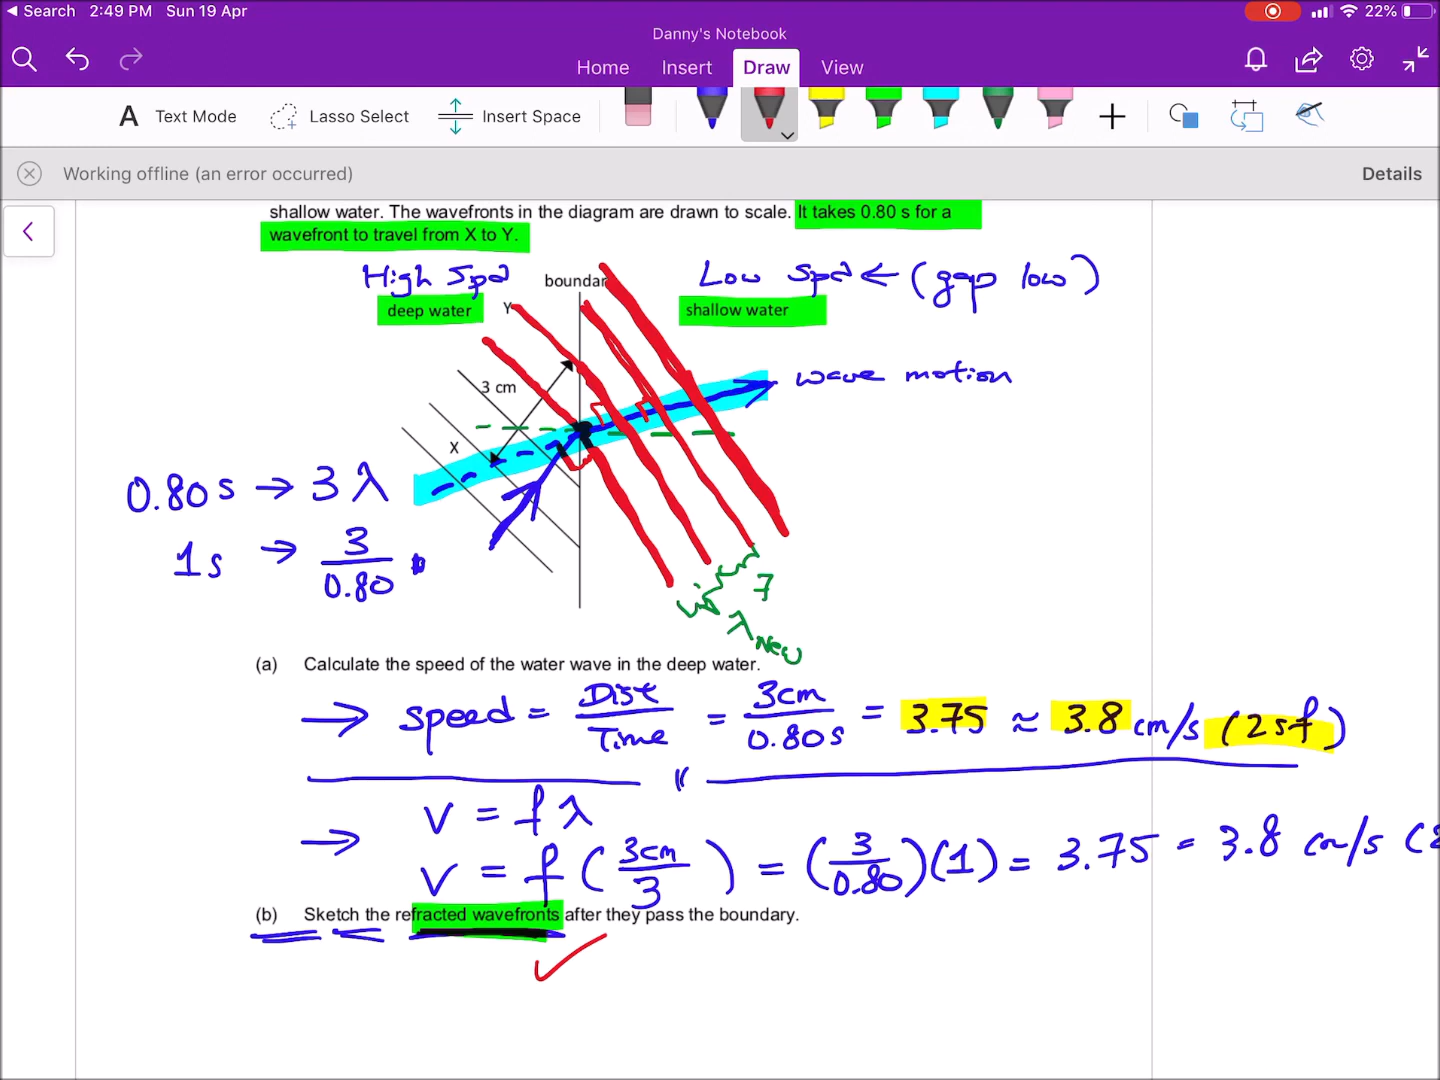 Search 2:49 PM Sun 19 Apr 22%
Danny's Notebook
Home Insert Draw View
A Text Mode Lasso Select Insert Space
Working offline (an error occurred) Details
shallow water. The wavefronts in the diagram are drawn to scale. It takes 0.80 s for a
wavefront to travel from X to Y.
High Spd Low Spd ← (gap low)
boundar
deep water Y shallow water
wave motion
3 cm
X
0.80s → 3λ
1s → 3/0.80
7
λ New
(a) Calculate the speed of the water wave in the deep water.
→ speed = Dist/Time = 3cm/0.80s = 3.75 ≈ 3.8 cm/s (2sf)
v = fλ
→ v = f(3cm/3) = (3/0.80)(1) = 3.75 = 3.8 cm/s (2
(b) Sketch the refracted wavefronts after they pass the boundary.